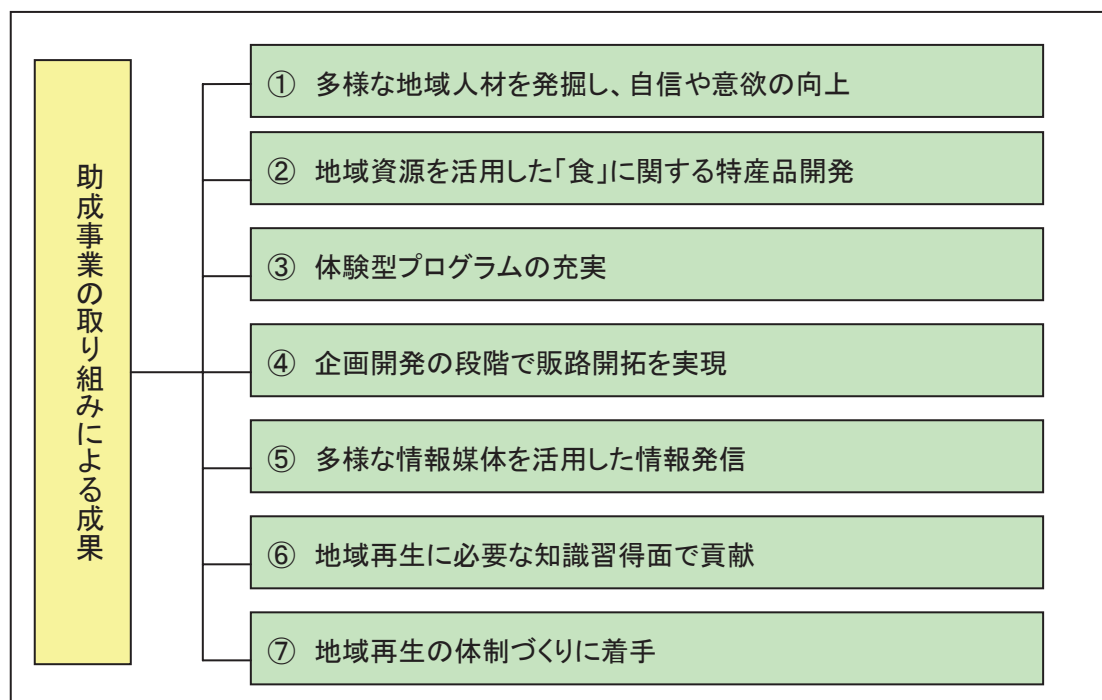 助成事業の取り組みによる成果
① 多様な地域人材を発掘し、自信や意欲の向上
② 地域資源を活用した「食」に関する特産品開発
③ 体験型プログラムの充実
④ 企画開発の段階で販路開拓を実現
⑤ 多様な情報媒体を活用した情報発信
⑥ 地域再生に必要な知識習得面で貢献
⑦ 地域再生の体制づくりに着手